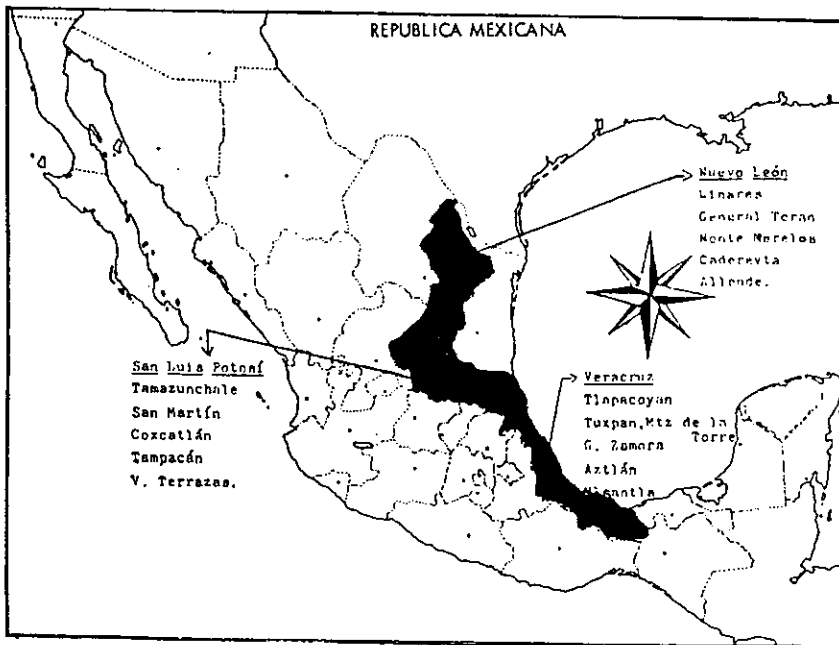 REPUBLICA MEXICANA
Nuevo León
Linares
General Teran
Monte Morelos
Cadereyta
Allende.
San Luis Potosí
Tamazunchale
San Martín
Coxcatlán
Tampacán
V. Terrazas.
Veracruz
Tlapacoyan
Tuxpan,Mtz de la
Torre.
G. Zamora
Aztlán
Misantla